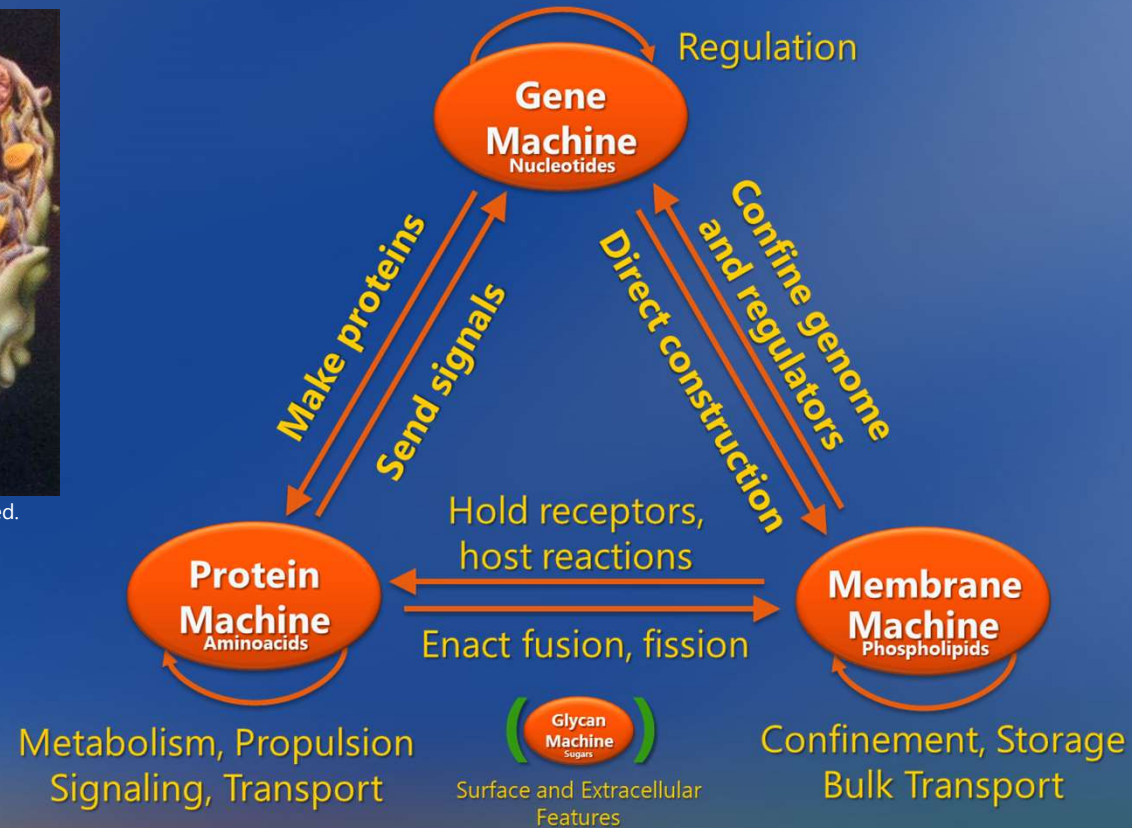 Regulation
Gene
Machine
Nucleotides
Make proteins
Send signals
Direct construction
Confine genome
and regulators
ed.
Hold receptors,
host reactions
Protein
Machine
Aminoacids
Membrane
Machine
Phospholipids
Enact fusion, fission
Metabolism, Propulsion
Signaling, Transport
( Glycan
Machine
Sugars )
Surface and Extracellular
Features
Confinement, Storage
Bulk Transport